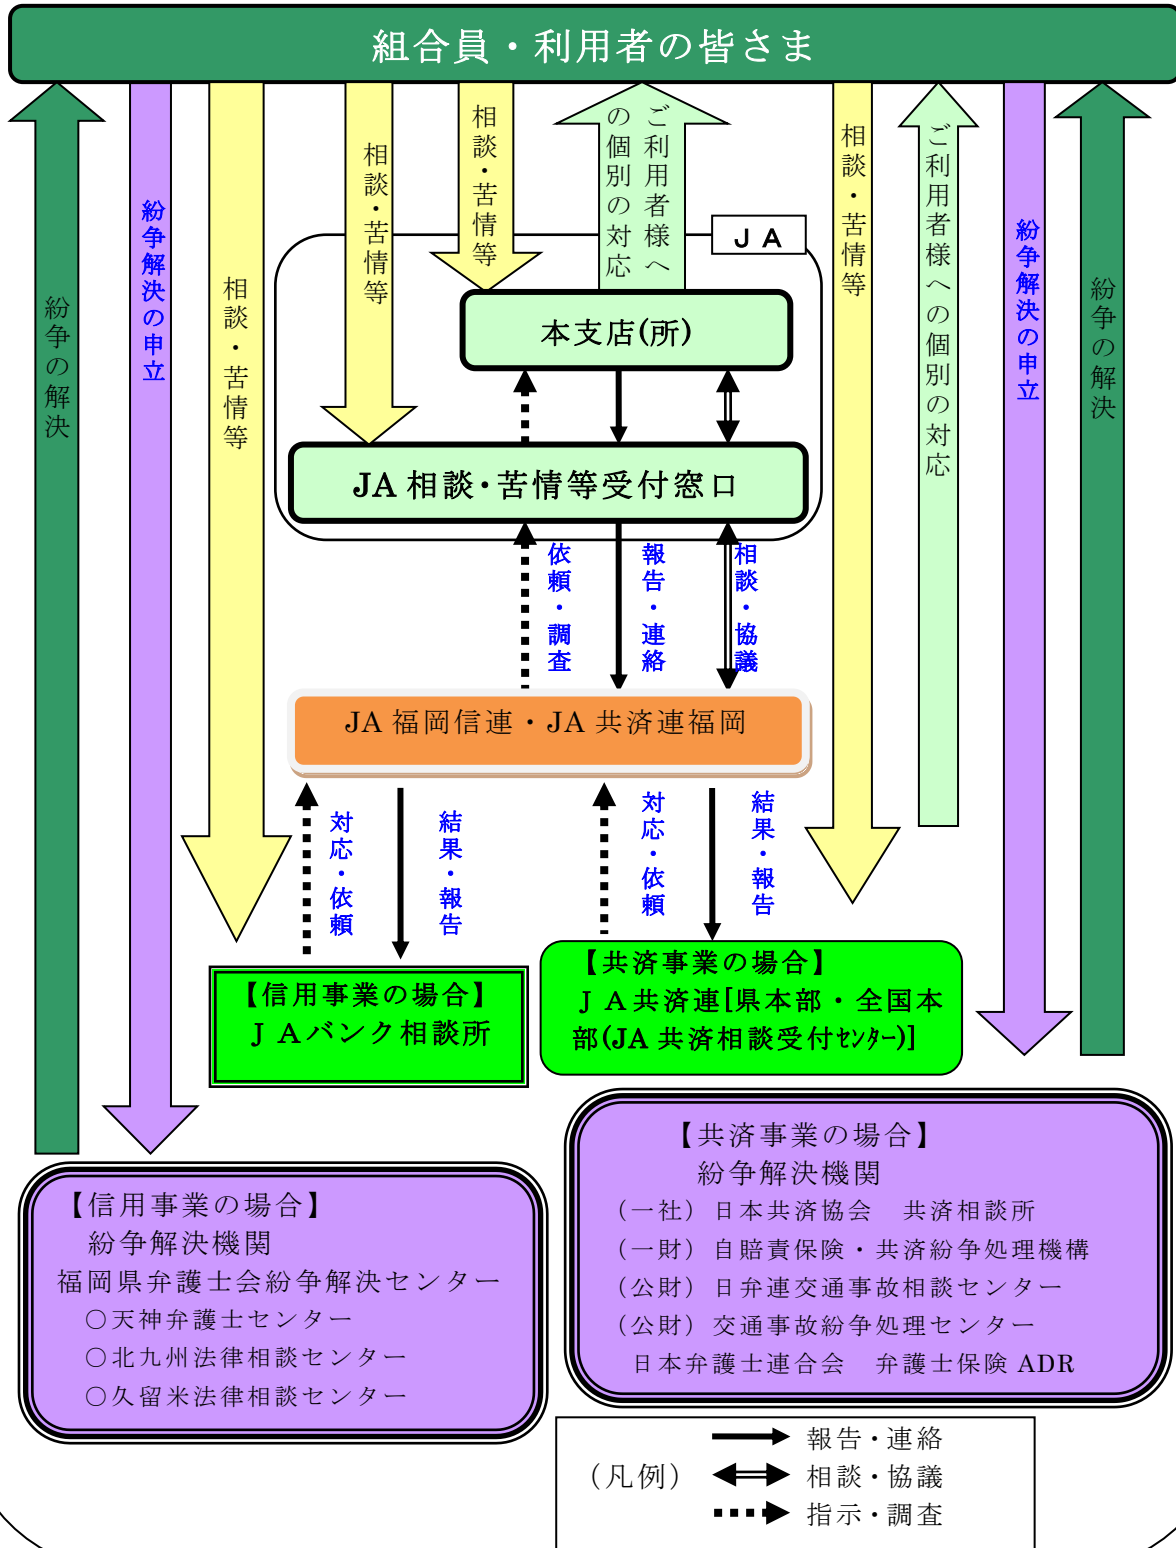 組合員・利用者の皆さま
紛争の解決
紛争解決の申立
相談・苦情等
相談・苦情等
相談・苦情等
ご利用者様へ
の個別の対応
相談・苦情等
ご利用者様への個別の対応
紛争解決の申立
紛争の解決
ＪＡ
本支店(所)
JA 相談・苦情等受付窓口
依頼・調査
報告・連絡
相談・協議
JA 福岡信連・JA 共済連福岡
対応・依頼
結果・報告
対応・依頼
結果・報告
【信用事業の場合】
ＪＡバンク相談所
【共済事業の場合】
ＪＡ共済連[県本部・全国本
部(JA 共済相談受付ｾﾝﾀｰ)]
【信用事業の場合】
紛争解決機関
福岡県弁護士会紛争解決センター
○天神弁護士センター
○北九州法律相談センター
○久留米法律相談センター
【共済事業の場合】
紛争解決機関
（一社）日本共済協会　共済相談所
（一財）自賠責保険・共済紛争処理機構
（公財）日弁連交通事故相談センター
（公財）交通事故紛争処理センター
日本弁護士連合会　弁護士保険 ADR
（凡例）
報告・連絡
相談・協議
指示・調査